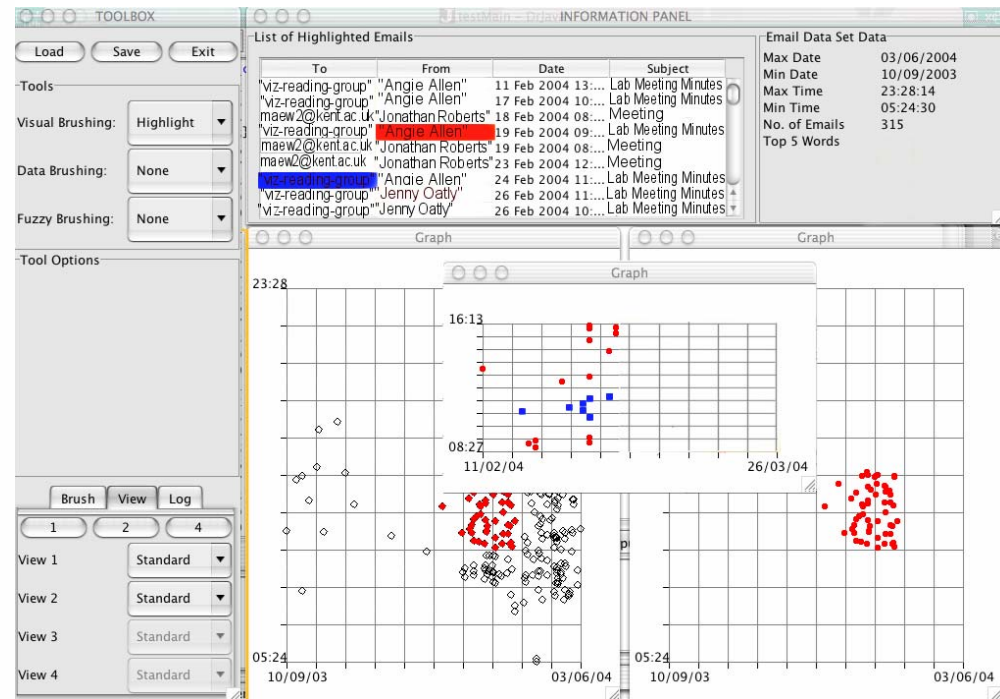 TOOLBOX
Load Save Exit
Tools
Visual Brushing: Highlight
Data Brushing: None
Fuzzy Brushing: None
Tool Options
Brush View Log
1 2 4
View 1 Standard
View 2 Standard
View 3 Standard
View 4 Standard
INFORMATION PANEL
List of Highlighted Emails
To From Date Subject
"viz-reading-group" "Angie Allen" 11 Feb 2004 13:... Lab Meeting Minutes
"viz-reading-group" "Angie Allen" 17 Feb 2004 10:... Lab Meeting Minutes
maew2@kent.ac.uk "Jonathan Roberts" 18 Feb 2004 08:... Meeting
"viz-reading-group" "Angie Allen" 19 Feb 2004 09:... Lab Meeting Minutes
maew2@kent.ac.uk "Jonathan Roberts" 19 Feb 2004 08:... Meeting
maew2@kent.ac.uk "Jonathan Roberts" 23 Feb 2004 12:... Meeting
"viz-reading-group" "Angie Allen" 24 Feb 2004 11:... Lab Meeting Minutes
"viz-reading-group" "Jenny Oatly" 26 Feb 2004 11:... Lab Meeting Minutes
"viz-reading-group" "Jenny Oatly" 26 Feb 2004 10:... Lab Meeting Minutes
Email Data Set Data
Max Date 03/06/2004
Min Date 10/09/2003
Max Time 23:28:14
Min Time 05:24:30
No. of Emails 315
Top 5 Words
Graph
23:28
05:24
10/09/03 03/06/04
Graph
16:13
08:27
11/02/04 26/03/04
Graph
05:24
10/09/03 03/06/04